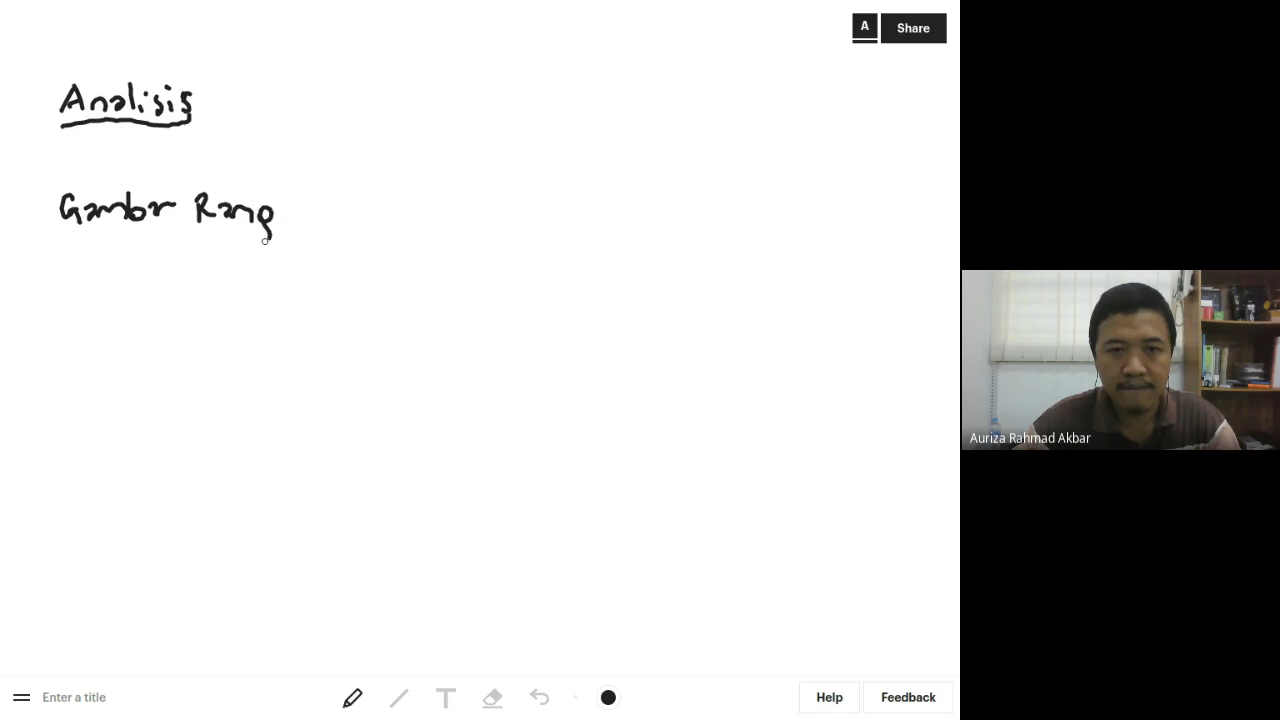 A
Share
Analisis
Gambar Rang
Auriza Rahmad Akbar
Enter a title
T
Help
Feedback